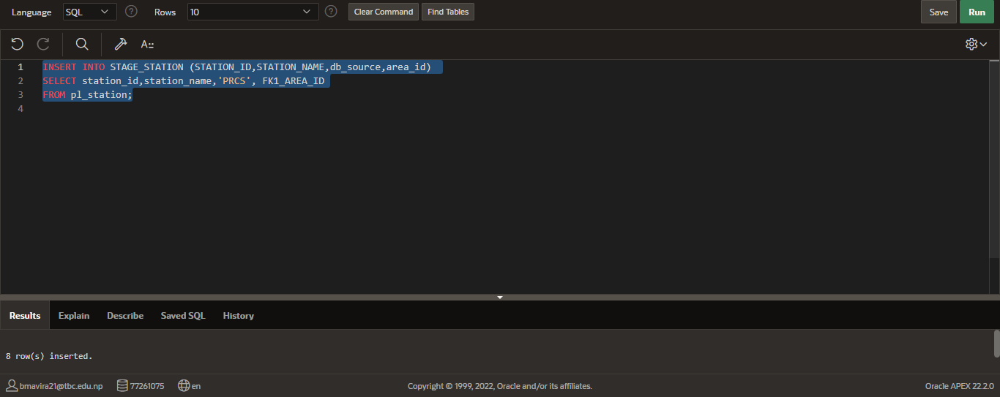 Language SQL Rows 10 Clear Command Find Tables Save Run
A::
1 INSERT INTO STAGE_STATION (STATION_ID,STATION_NAME,db_source,area_id)
2 SELECT station_id,station_name,'PRCS', FK1_AREA_ID
3 FROM pl_station;
4
Results Explain Describe Saved SQL History
8 row(s) inserted.
bmavira21@tbc.edu.np 77261075 en Copyright © 1999, 2022, Oracle and/or its affiliates. Oracle APEX 22.2.0